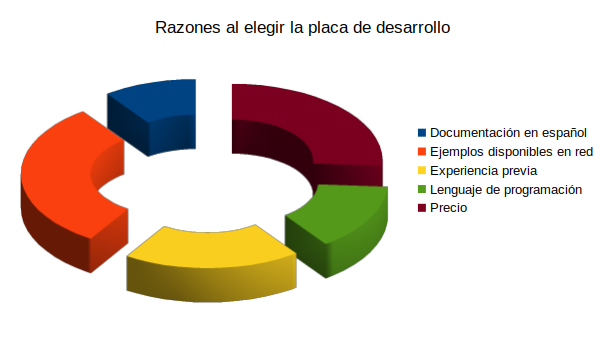 Razones al elegir la placa de desarrollo
Documentación en español
Ejemplos disponibles en red
Experiencia previa
Lenguaje de programación
Precio